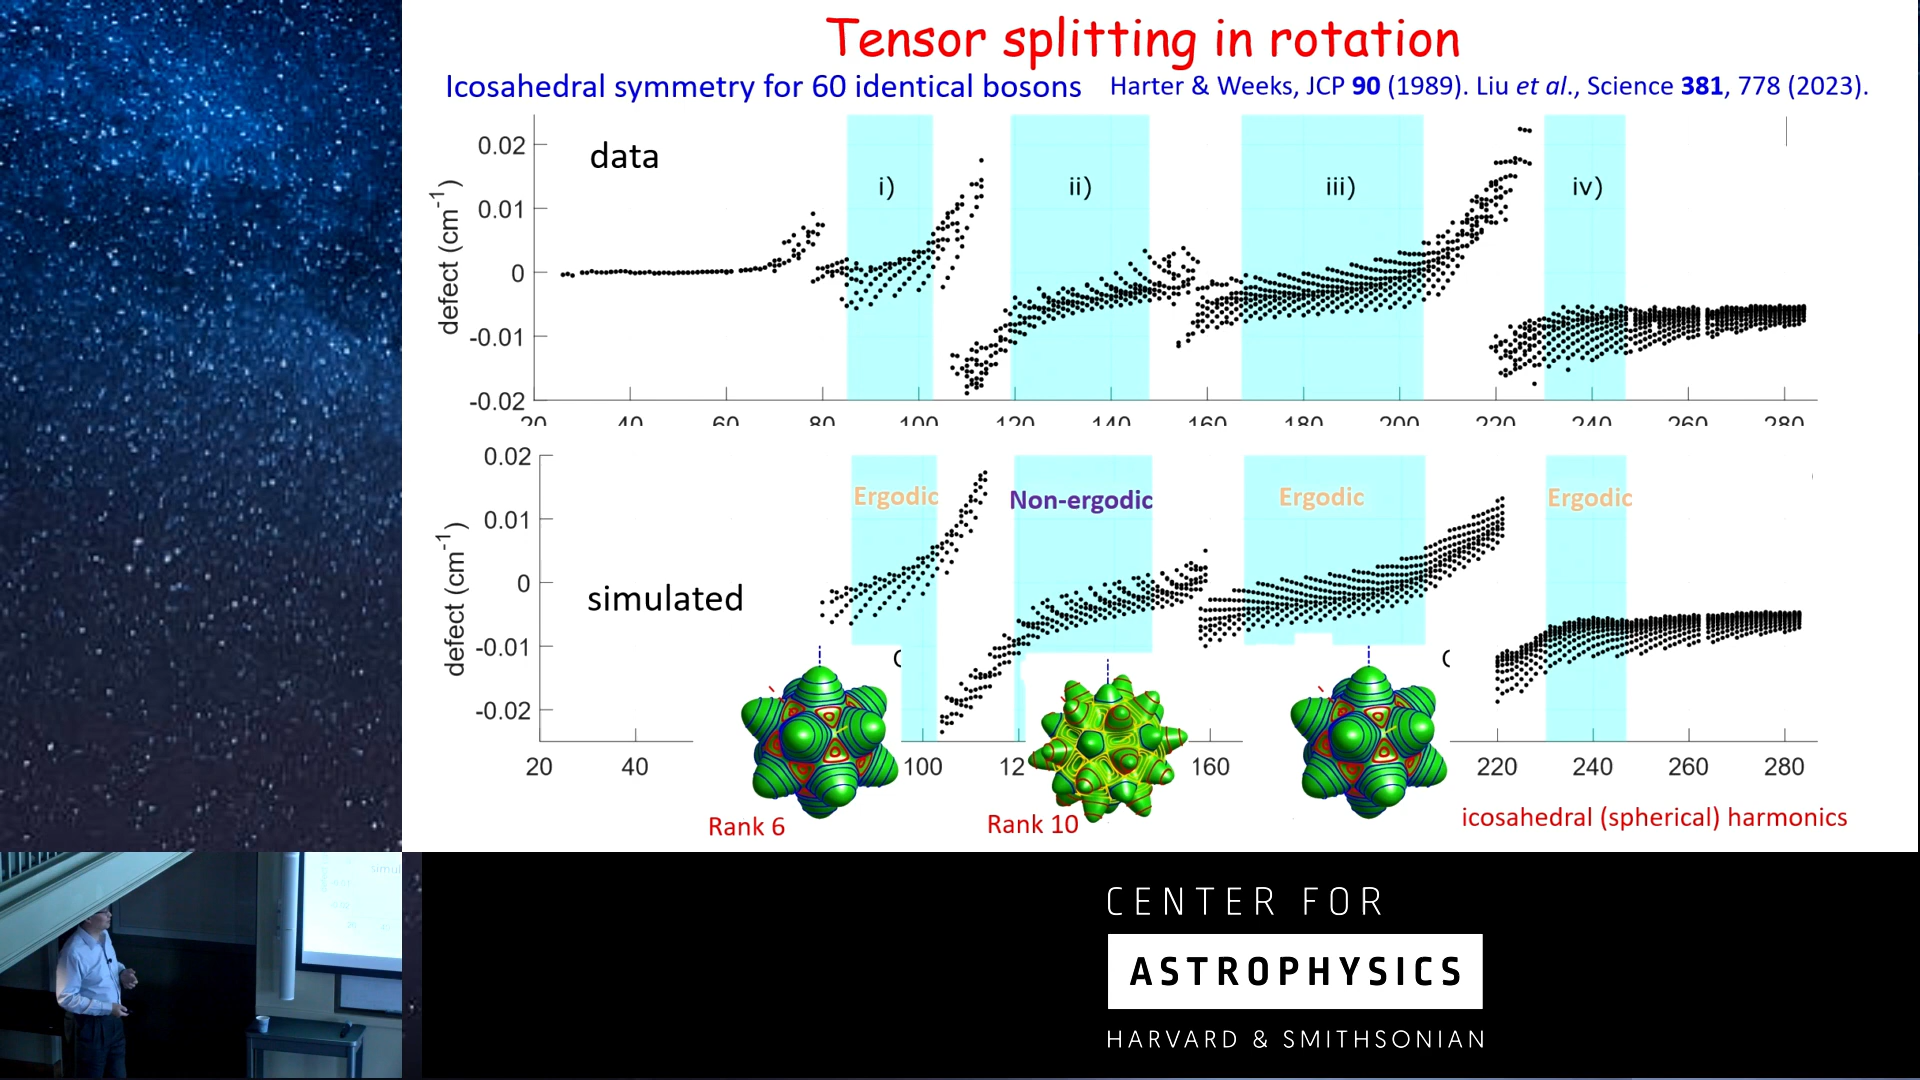 Tensor splitting in rotation
Icosahedral symmetry for 60 identical bosons Harter & Weeks, JCP 90 (1989). Liu et al., Science 381, 778 (2023).
data
i)
ii)
iii)
iv)
defect (cm-1)
0.02
0.01
0
-0.01
-0.02
20 40 60 80 100 120 140 160 180 200 220 240 260 280
Ergodic
Non-ergodic
Ergodic
Ergodic
simulated
defect (cm-1)
0.02
0.01
0
-0.01
-0.02
20 40 100 12 160 220 240 260 280
Rank 6
Rank 10
icosahedral (spherical) harmonics
CENTER FOR
ASTROPHYSICS
HARVARD & SMITHSONIAN